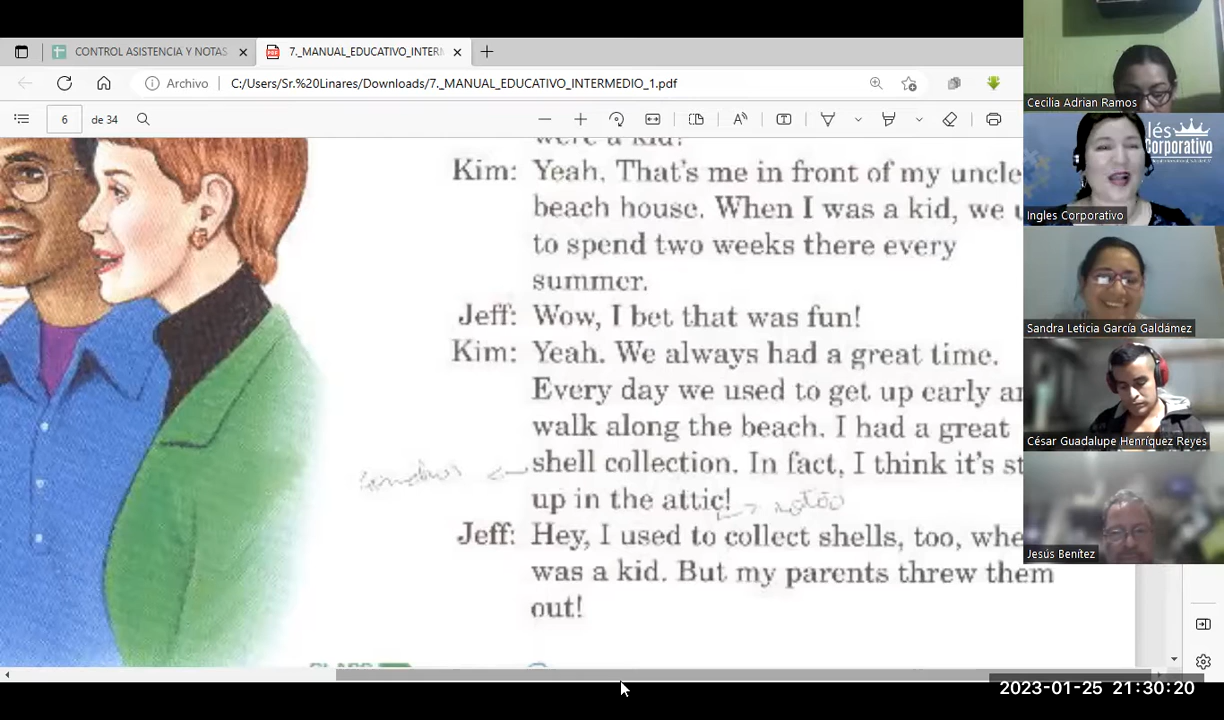 CONTROL ASISTENCIA Y NOTAS
7._MANUAL_EDUCATIVO_INTERM
Archivo
C:/Users/Sr.%20Linares/Downloads/7._MANUAL_EDUCATIVO_INTERMEDIO_1.pdf
6
de 34
were a kid?
Kim: Yeah. That's me in front of my uncle
beach house. When I was a kid, we u
to spend two weeks there every
summer.
Jeff: Wow, I bet that was fun!
Kim: Yeah. We always had a great time.
Every day we used to get up early an
walk along the beach. I had a great
shell collection. In fact, I think it's st
up in the attic!
Jeff: Hey, I used to collect shells, too, whe
was a kid. But my parents threw them
out!
Cecilia Adrian Ramos
lés
Corporativo
Ingles Corporativo
Sandra Leticia García Galdámez
César Guadalupe Henríquez Reyes
Jesús Benítez
2023-01-25 21:30:20